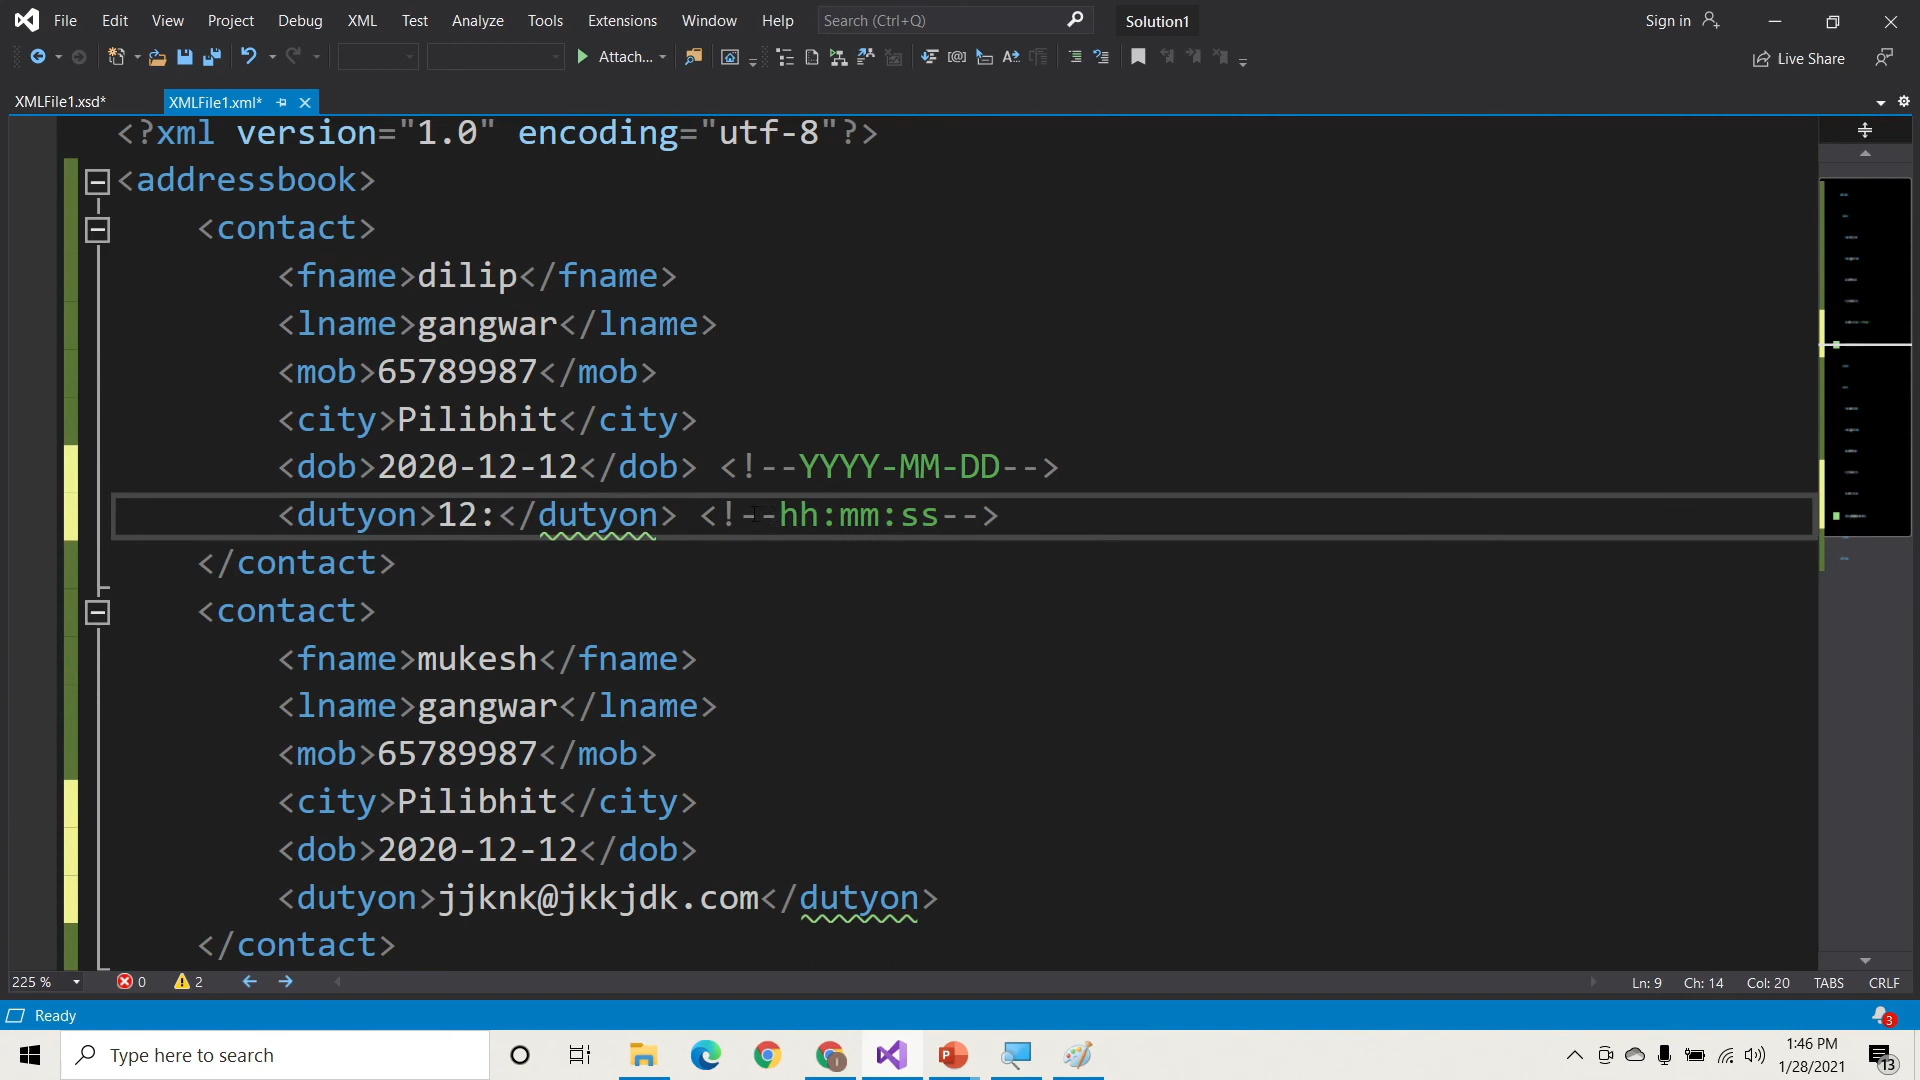 File Edit View Project Debug XML Test Analyze Tools Extensions Window Help Search (Ctrl+Q) Solution1 Sign in
Attach... Live Share
XMLFile1.xsd* XMLFile1.xml*
<?xml version="1.0" encoding="utf-8"?>
<addressbook>
<contact>
<fname>dilip</fname>
<lname>gangwar</lname>
<mob>65789987</mob>
<city>Pilibhit</city>
<dob>2020-12-12</dob> <!--YYYY-MM-DD-->
<dutyon>12:</dutyon> <!--hh:mm:ss-->
</contact>
<contact>
<fname>mukesh</fname>
<lname>gangwar</lname>
<mob>65789987</mob>
<city>Pilibhit</city>
<dob>2020-12-12</dob>
<dutyon>jjknk@jkkjdk.com</dutyon>
</contact>
225 % 0 2 Ln: 9 Ch: 14 Col: 20 TABS CRLF
Ready 3
Type here to search 1:46 PM
1/28/2021 13